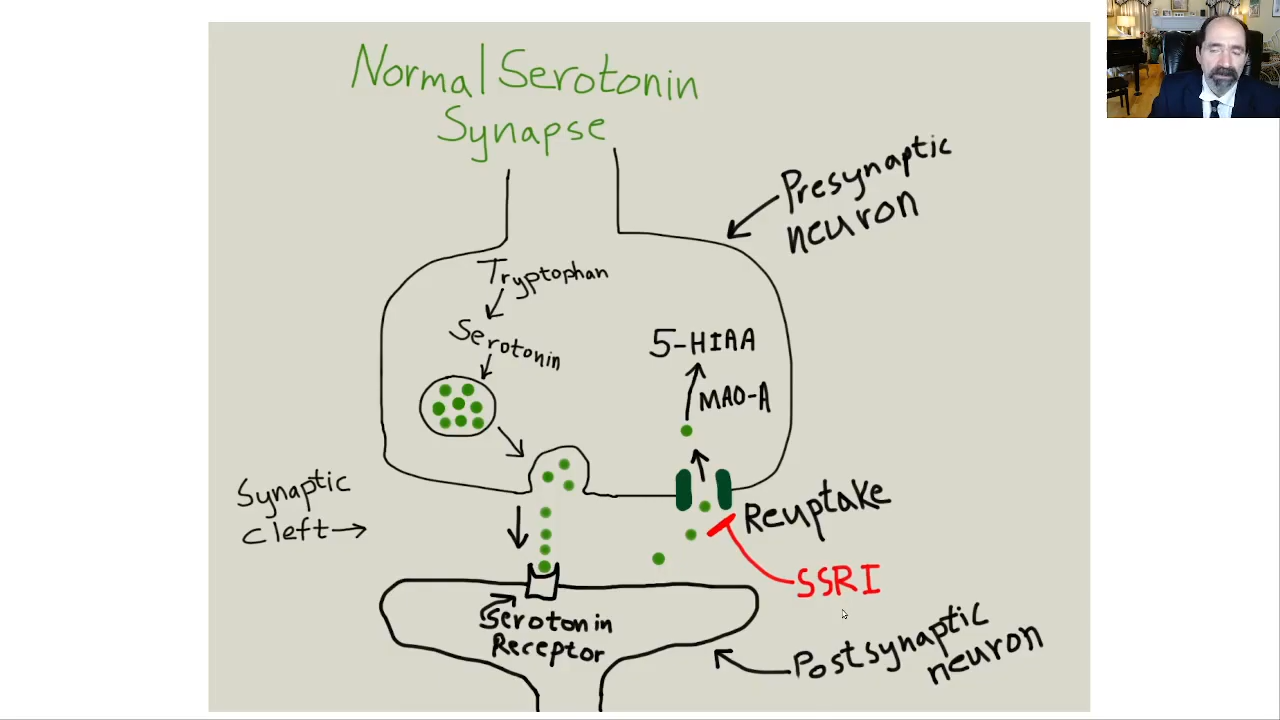 Normal Serotonin
Synapse
Presynaptic
neuron
Tryptophan
Serotonin
5-HIAA
MAO-A
Synaptic
cleft
Reuptake
SSRI
Serotonin
Receptor
Postsynaptic
neuron